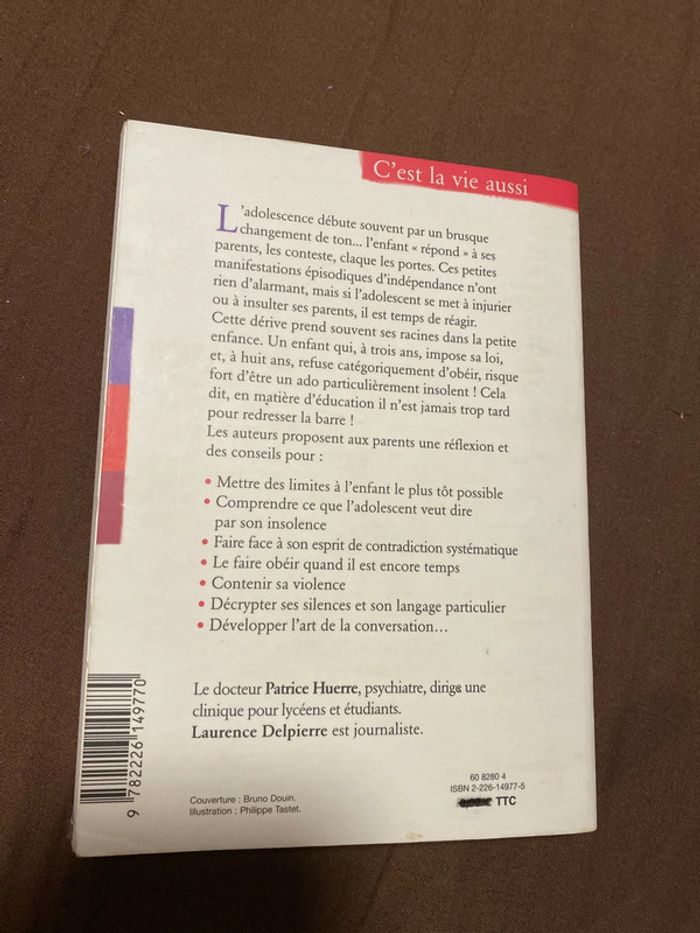 C'est la vie aussi
L'adolescence débute souvent par un brusque
changement de ton... l'enfant « répond » à ses
parents, les conteste, claque les portes. Ces petites
manifestations épisodiques d'indépendance n'ont
rien d'alarmant, mais si l'adolescent se met à injurier
ou à insulter ses parents, il est temps de réagir.
Cette dérive prend souvent ses racines dans la petite
enfance. Un enfant qui, à trois ans, impose sa loi,
et, à huit ans, refuse catégoriquement d'obéir, risque
fort d'être un ado particulièrement insolent ! Cela
dit, en matière d'éducation il n'est jamais trop tard
pour redresser la barre !
Les auteurs proposent aux parents une réflexion et
des conseils pour :
• Mettre des limites à l'enfant le plus tôt possible
• Comprendre ce que l'adolescent veut dire
par son insolence
• Faire face à son esprit de contradiction systématique
• Le faire obéir quand il est encore temps
• Contenir sa violence
• Décrypter ses silences et son langage particulier
• Développer l'art de la conversation...
Le docteur Patrice Huerre, psychiatre, dirige une
clinique pour lycéens et étudiants.
Laurence Delpierre est journaliste.
9 782226 149770
Couverture : Bruno Douin.
Illustration : Philippe Tastet.
60 8280 4
ISBN 2-226-14977-5
TTC